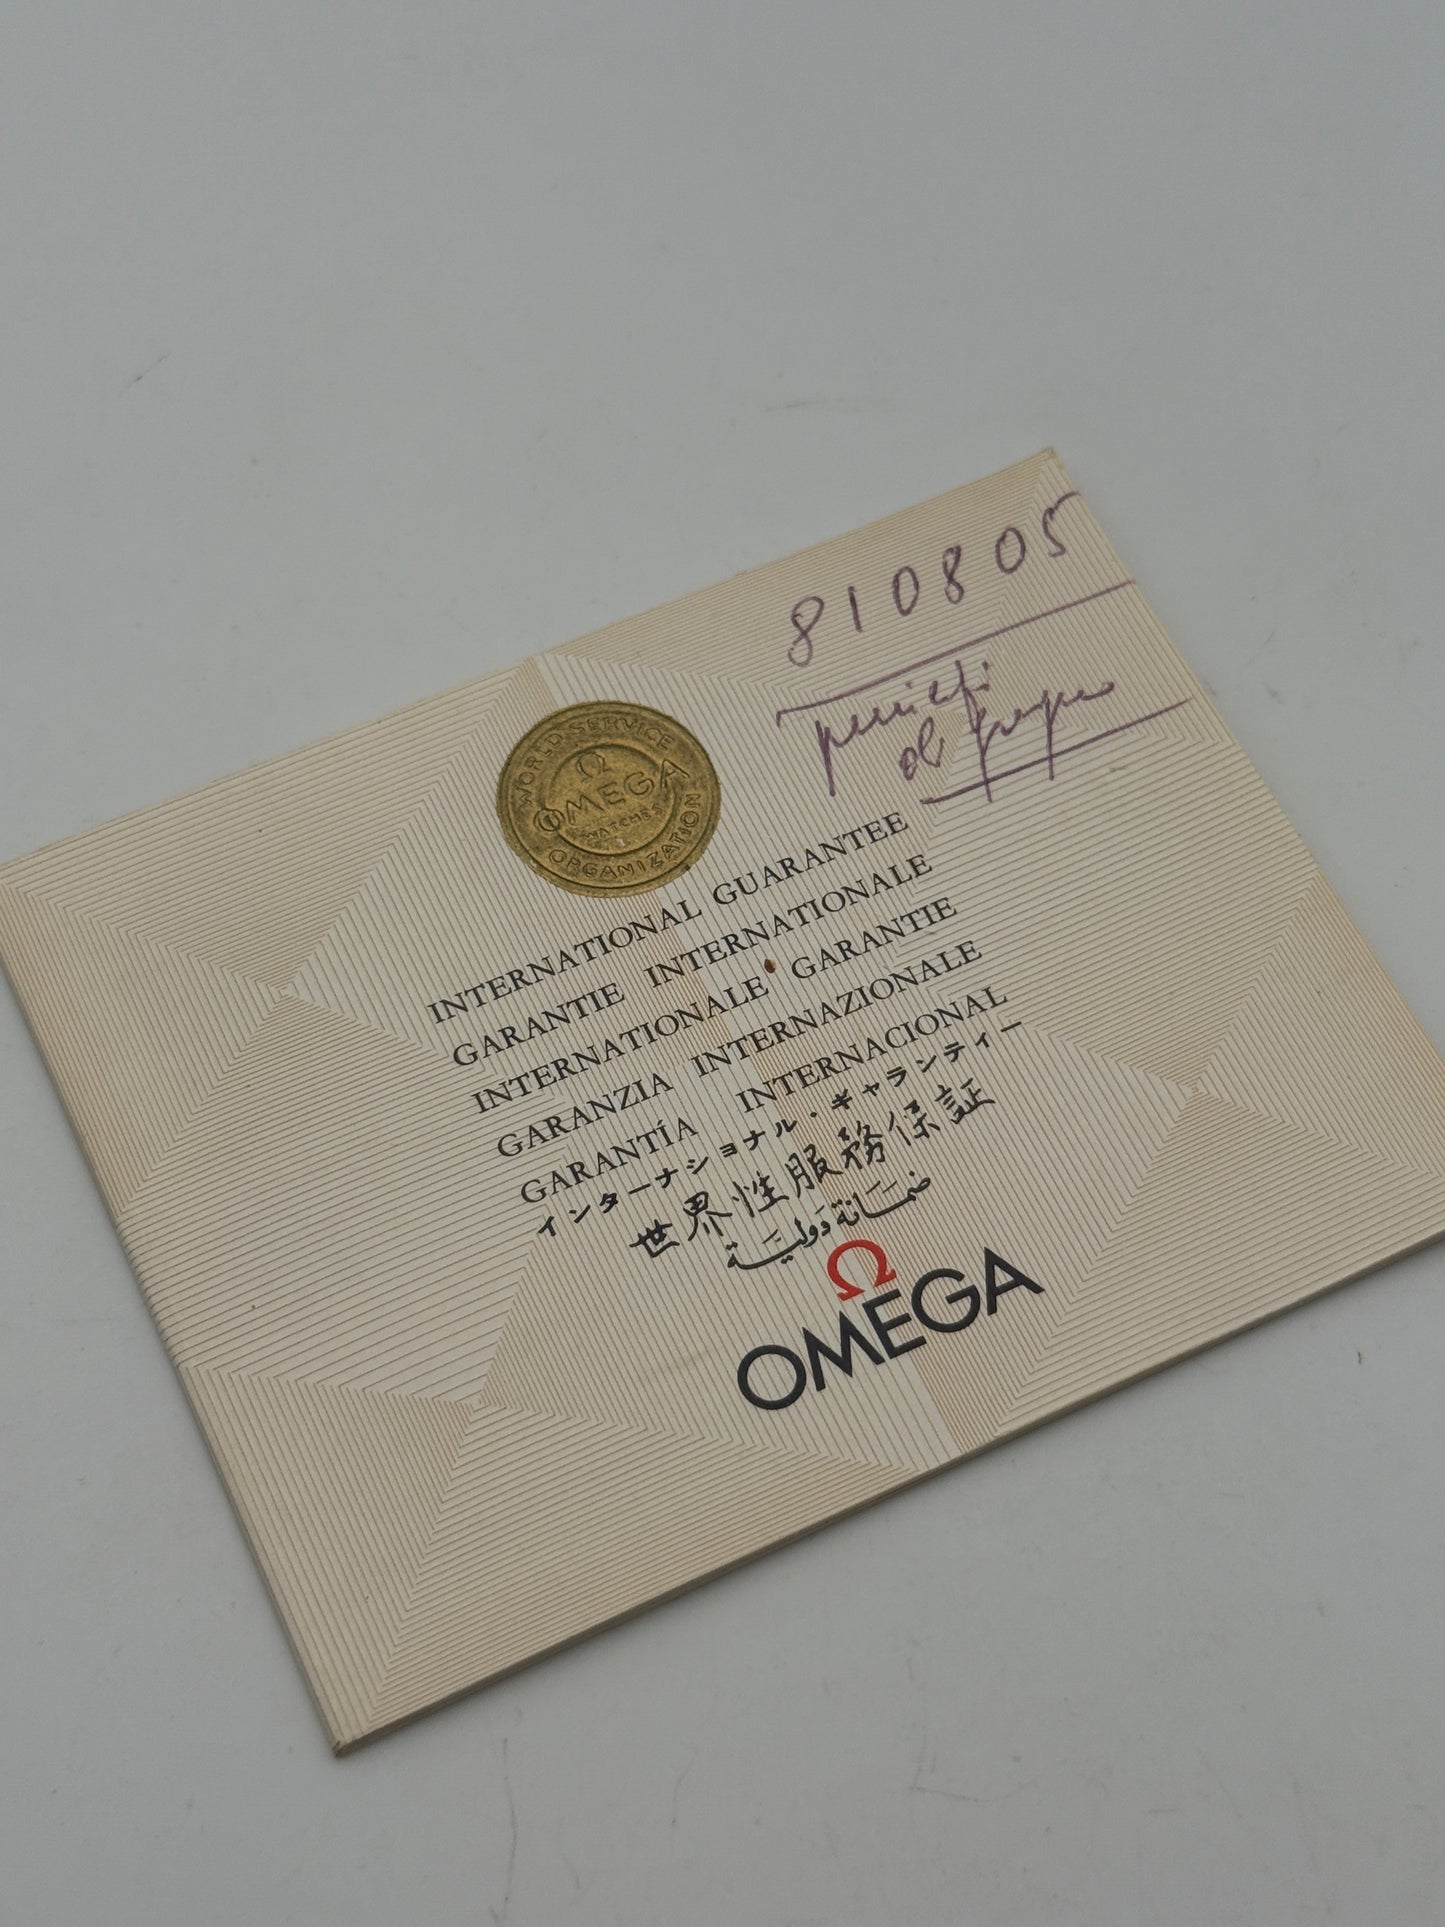 810805
WORLD SERVICE
Ω
OMEGA
WATCHES
ORGANIZATION
INTERNATIONAL GUARANTEE
GARANTIE INTERNATIONALE
INTERNATIONALE GARANTIE
GARANZIA INTERNAZIONALE
GARANTÍA INTERNACIONAL
インターナショナル・ギャランティー
世界性服務保証
ضَمَانَة دَوليَّة
Ω
OMEGA